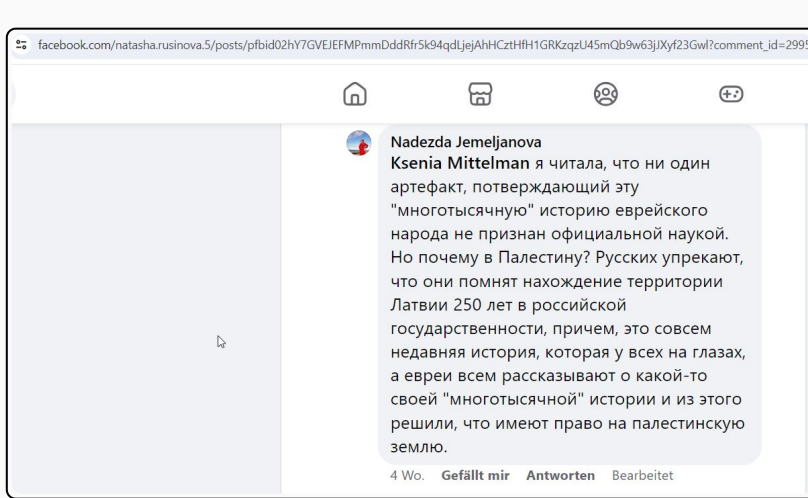 facebook.com/natasha.rusinova.5/posts/pfbid02hY7GVEJEFMPmmDddRfr5k94qdLjejAhHCztHfH1GRKzqzU45mQb9w63jJXyf23Gwl?comment_id=2995
Nadezda Jemeljanova
Ksenia Mittelman я читала, что ни один
артефакт, потверждающий эту
"многотысячную" историю еврейского
народа не признан официальной наукой.
Но почему в Палестину? Русских упрекают,
что они помнят нахождение территории
Латвии 250 лет в российской
государственности, причем, это совсем
недавняя история, которая у всех на глазах,
а евреи всем рассказывают о какой-то
своей "многотысячной" истории и из этого
решили, что имеют право на палестинскую
землю.
4 Wo. Gefällt mir Antworten Bearbeitet